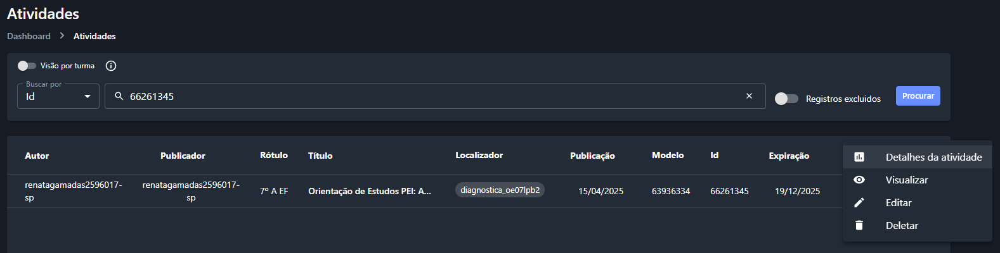 Atividades
Dashboard > Atividades
Visão por turma
Buscar por
Id
66261345
Registros excluidos
Procurar
Autor Publicador Rótulo Título Localizador Publicação Modelo Id Expiração
renatagamadas2596017-
sp
renatagamadas2596017-
sp
7º A EF
Orientação de Estudos PEI: A...
diagnostica_oe07lpb2
15/04/2025
63936334
66261345
19/12/2025
Detalhes da atividade
Visualizar
Editar
Deletar